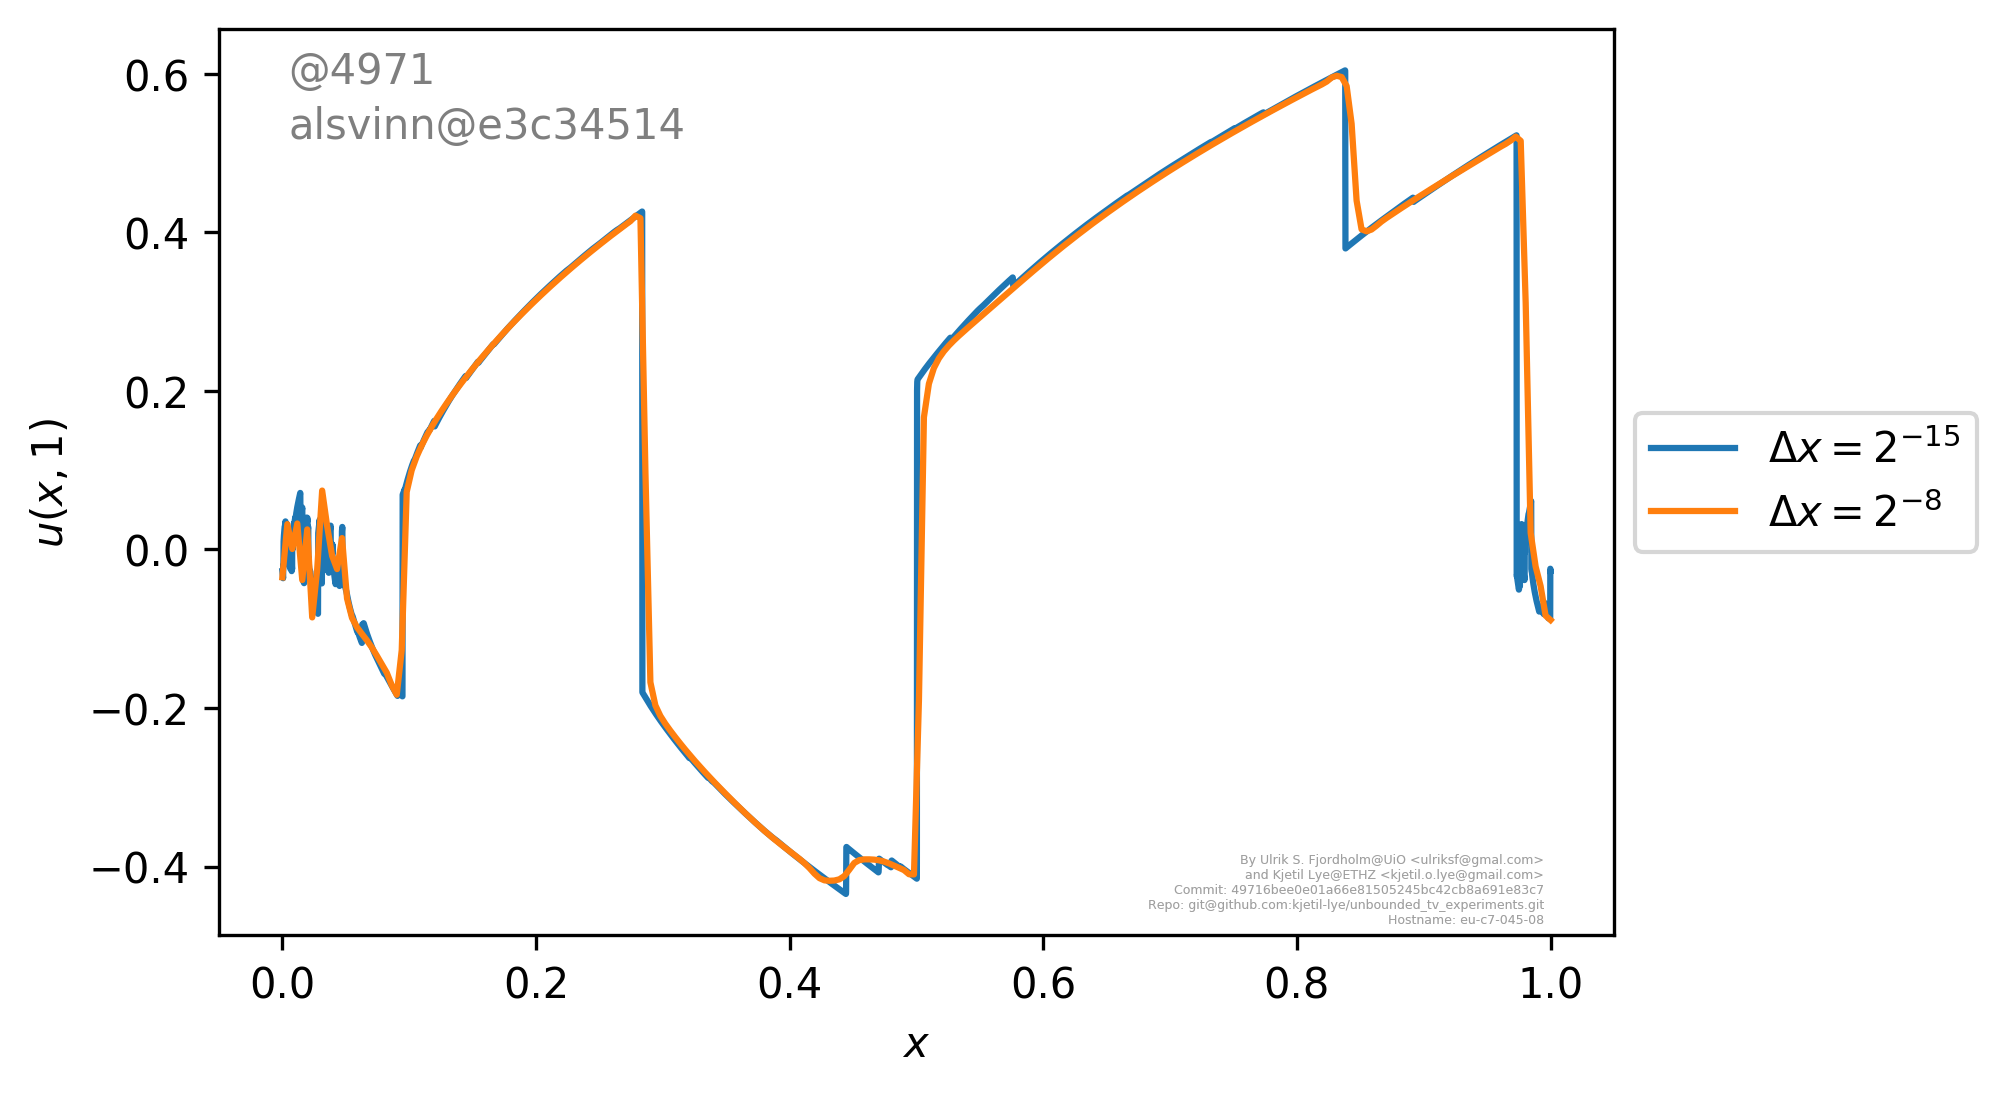 @4971
alsvinn@e3c34514
0.6
0.4
0.2
0.0
−0.2
−0.4
u(x, 1)
0.0 0.2 0.4 0.6 0.8 1.0
x
Δx = 2⁻¹⁵
Δx = 2⁻⁸
By Ulrik S. Fjordholm@UiO <ulriksf@gmal.com>
and Kjetil Lye@ETHZ <kjetil.o.lye@gmail.com>
Commit: 49716bee0e01a66e81505245bc42cb8a691e83c7
Repo: git@github.com:kjetil-lye/unbounded_tv_experiments.git
Hostname: eu-c7-045-08